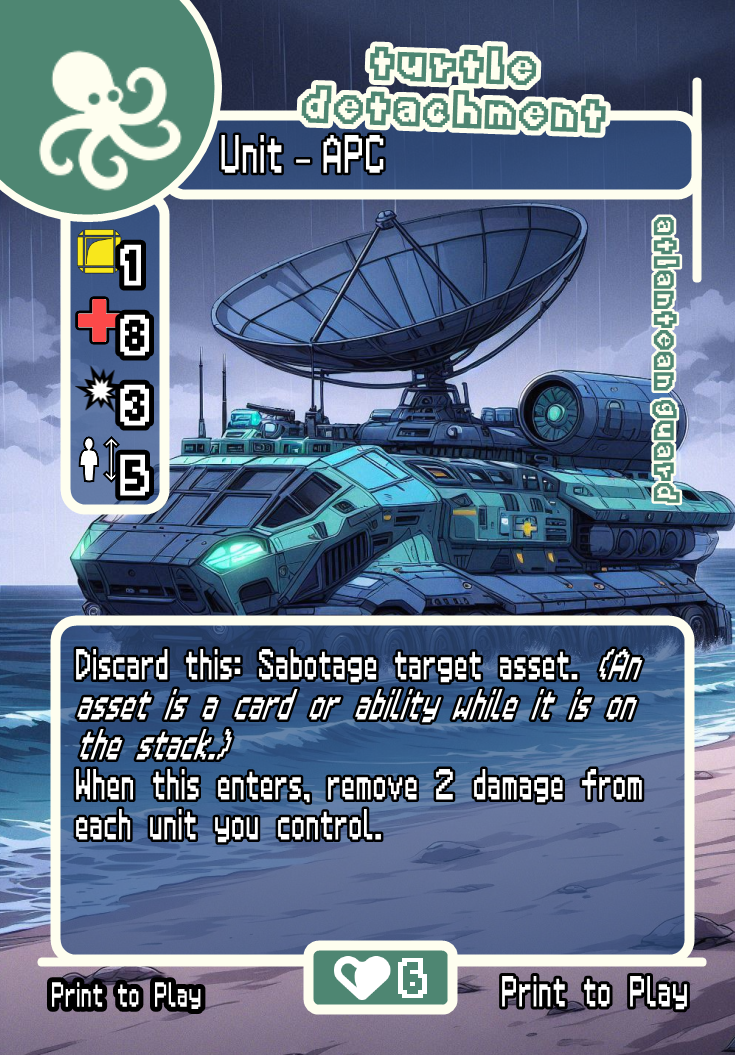 turtle
detachment
Unit - APC
1
8
3
5
atlantean guard
Discard this: Sabotage target asset. (An
asset is a card or ability while it is on
the stack.)
When this enters, remove 2 damage from
each unit you control.
6
Print to Play
Print to Play